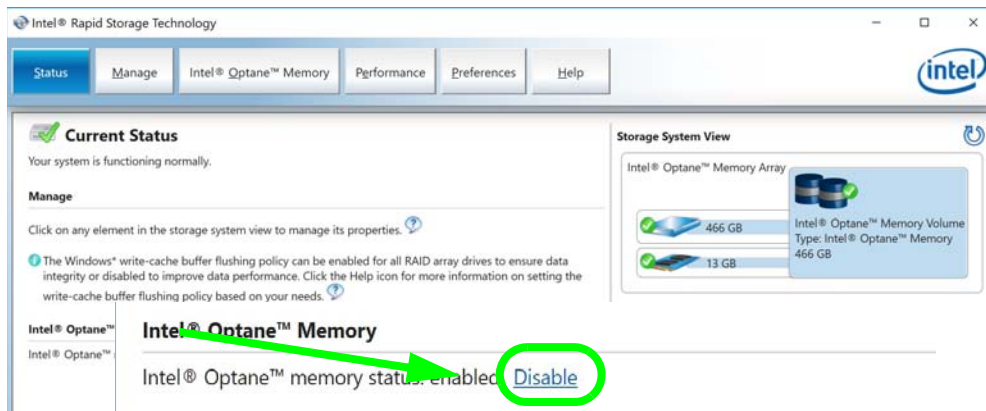 Intel® Rapid Storage Technology
Status
Manage
Intel® Optane™ Memory
Performance
Preferences
Help
intel
Current Status
Your system is functioning normally.
Manage
Click on any element in the storage system view to manage its properties.
The Windows* write-cache buffer flushing policy can be enabled for all RAID array drives to ensure data
integrity or disabled to improve data performance. Click the Help icon for more information on setting the
write-cache buffer flushing policy based on your needs.
Intel® Optane™
Intel® Optane™
Storage System View
Intel® Optane™ Memory Array
466 GB
13 GB
Intel® Optane™ Memory Volume
Type: Intel® Optane™ Memory
466 GB
Intel® Optane™ Memory
Intel® Optane™ memory status: enabled Disable